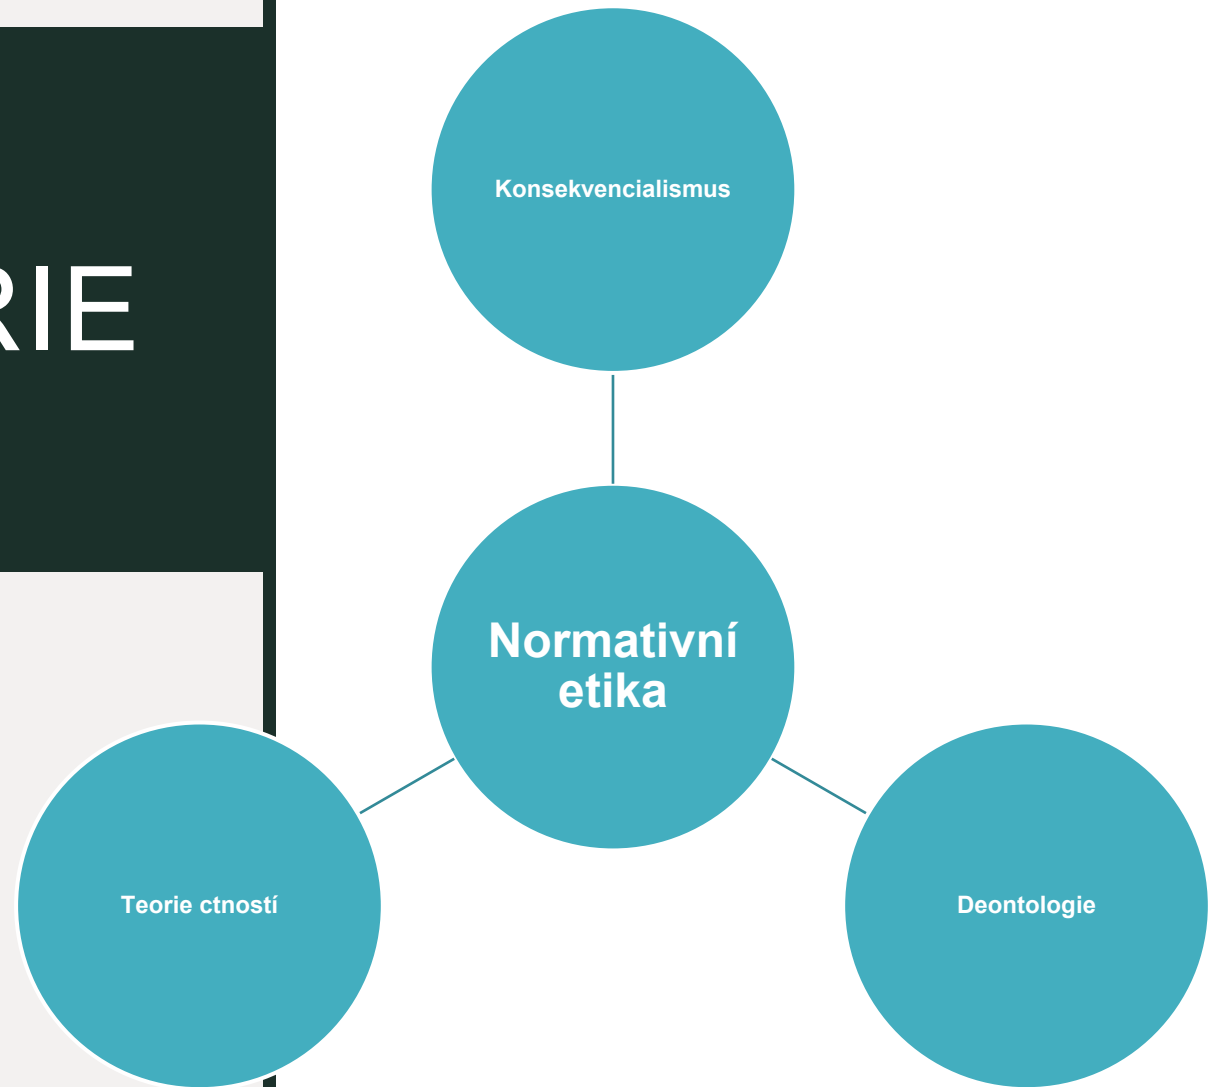 RIE
Konsekvencialismus
Normativní
etika
Teorie ctností
Deontologie